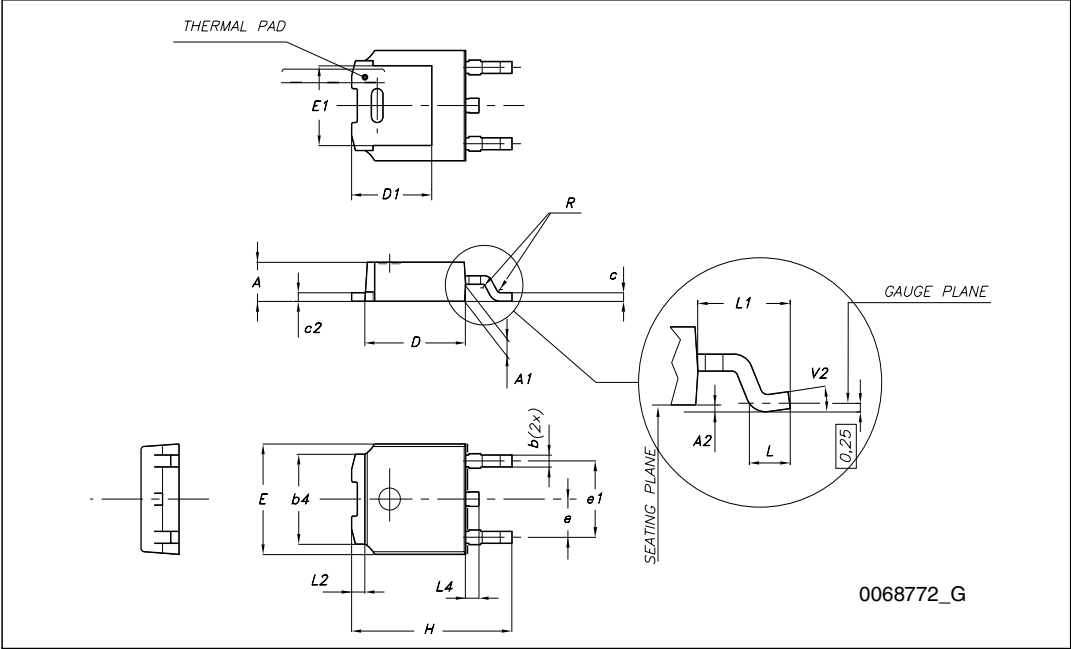 THERMAL PAD
E1
D1
R
A
c
c2
D
A1
L1
GAUGE PLANE
V2
A2
L
0,25
SEATING PLANE
b(2x)
E
b4
e
e1
L2
L4
H
0068772_G